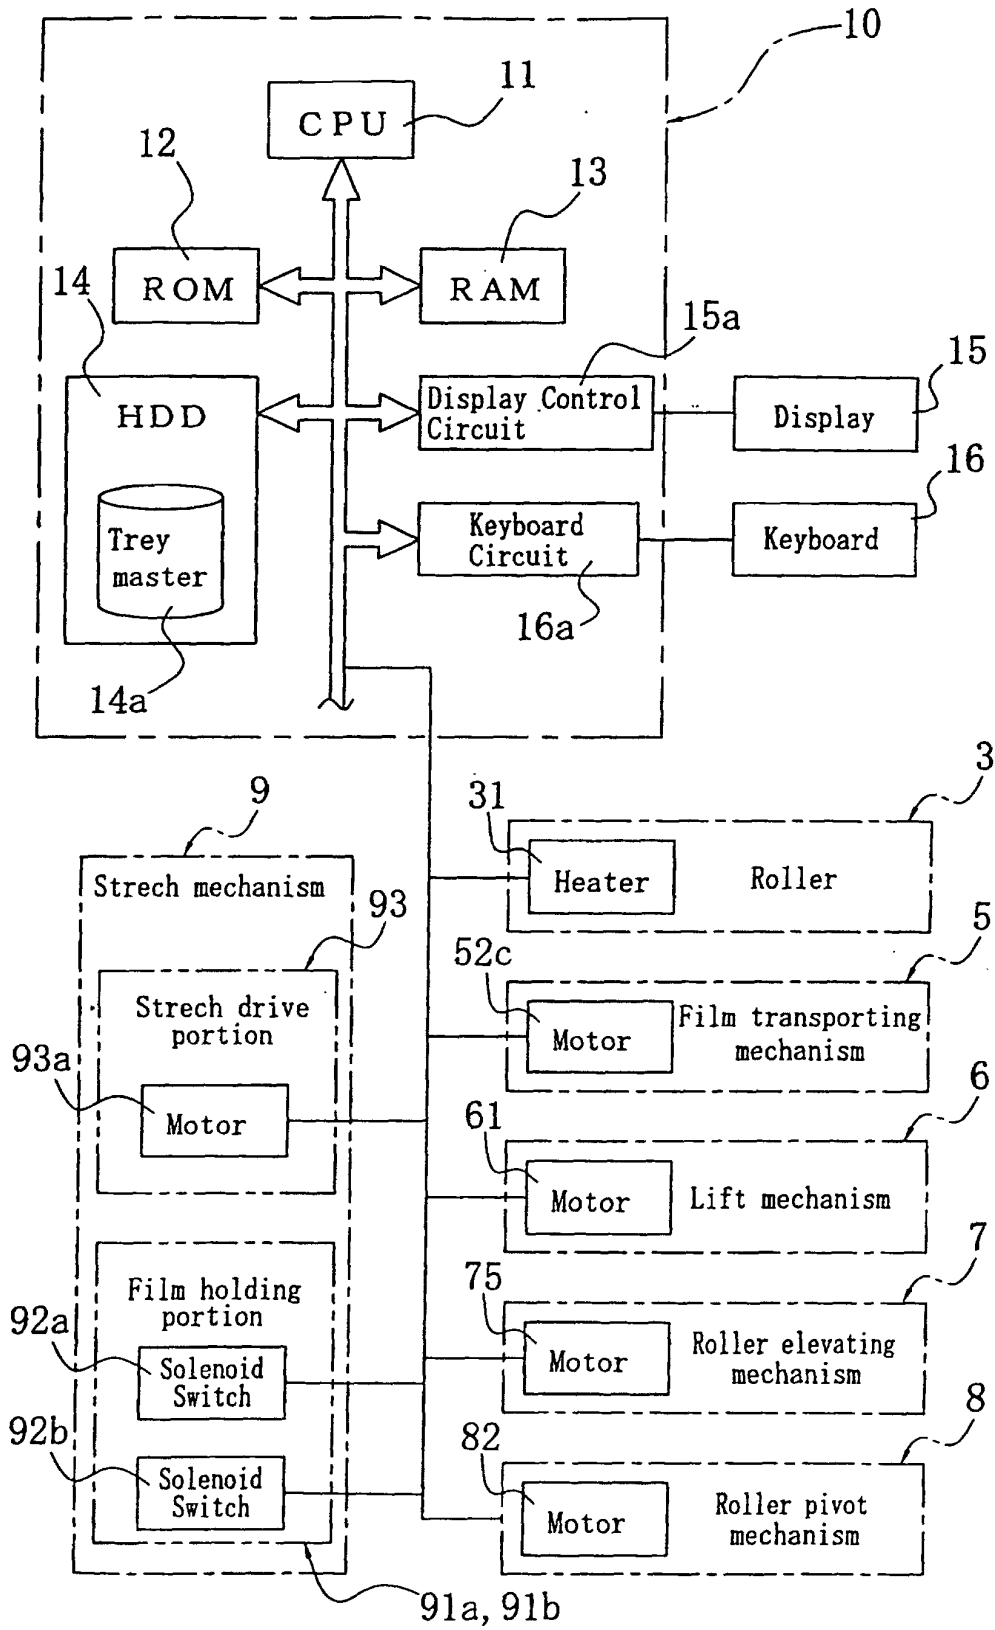 10
11
CPU
12
13
ROM
RAM
14
15a
15
HDD
Display Control
Circuit
Display
16
Trey
master
Keyboard
Circuit
Keyboard
16a
14a
3
9
31
Strech mechanism
Heater
Roller
93
5
52c
Strech drive
portion
Motor
Film transporting
mechanism
93a
Motor
6
61
Motor
Lift mechanism
7
Film holding
portion
75
92a
Solenoid
Switch
Motor
Roller elevating
mechanism
8
92b
82
Solenoid
Switch
Motor
Roller pivot
mechanism
91a, 91b